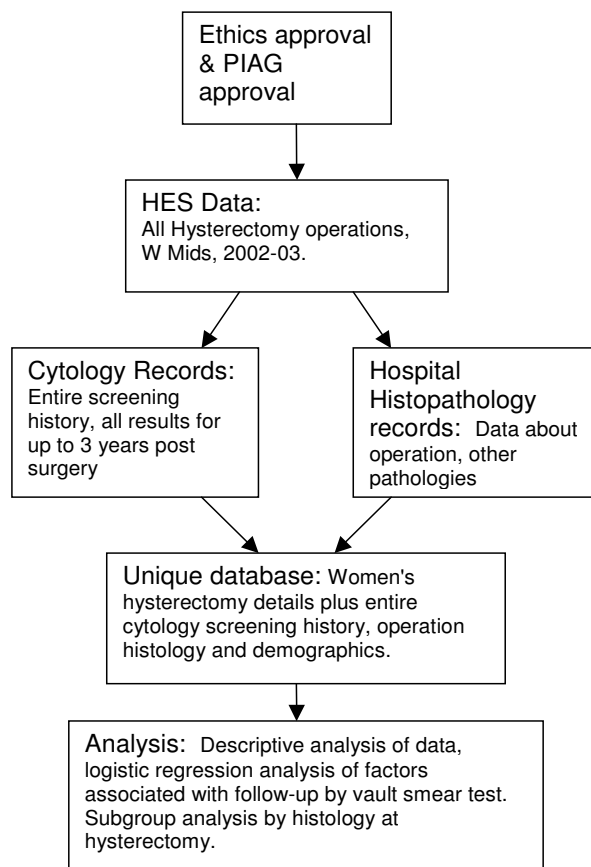 Ethics approval
& PIAG
approval
HES Data:
All Hysterectomy operations,
W Mids, 2002-03.
Cytology Records:
Entire screening
history, all results for
up to 3 years post
surgery
Hospital
Histopathology
records: Data about
operation, other
pathologies
Unique database: Women's
hysterectomy details plus entire
cytology screening history, operation
histology and demographics.
Analysis: Descriptive analysis of data,
logistic regression analysis of factors
associated with follow-up by vault smear test.
Subgroup analysis by histology at
hysterectomy.